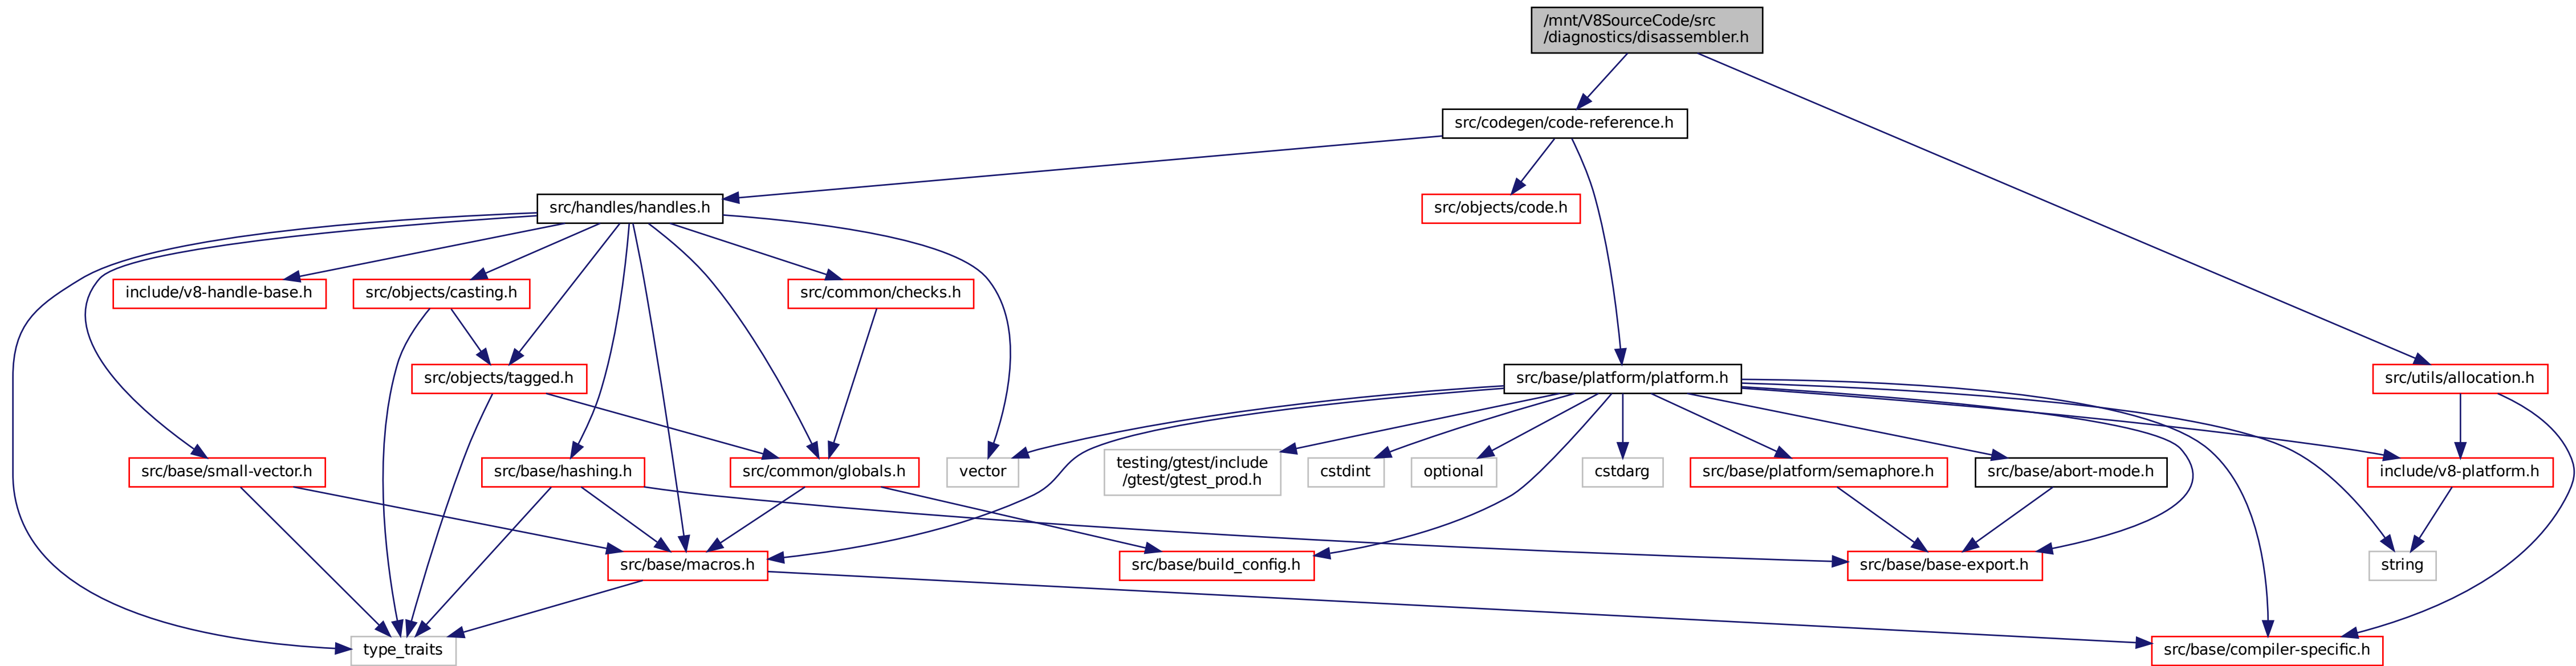 /mnt/V8SourceCode/src
/diagnostics/disassembler.h
src/codegen/code-reference.h
src/handles/handles.h
src/objects/code.h
include/v8-handle-base.h
src/objects/casting.h
src/common/checks.h
src/objects/tagged.h
src/base/platform/platform.h
src/utils/allocation.h
src/base/small-vector.h
src/base/hashing.h
src/common/globals.h
vector
testing/gtest/include
/gtest/gtest_prod.h
cstdint
optional
cstdarg
src/base/platform/semaphore.h
src/base/abort-mode.h
include/v8-platform.h
src/base/macros.h
src/base/build_config.h
src/base/base-export.h
string
type_traits
src/base/compiler-specific.h